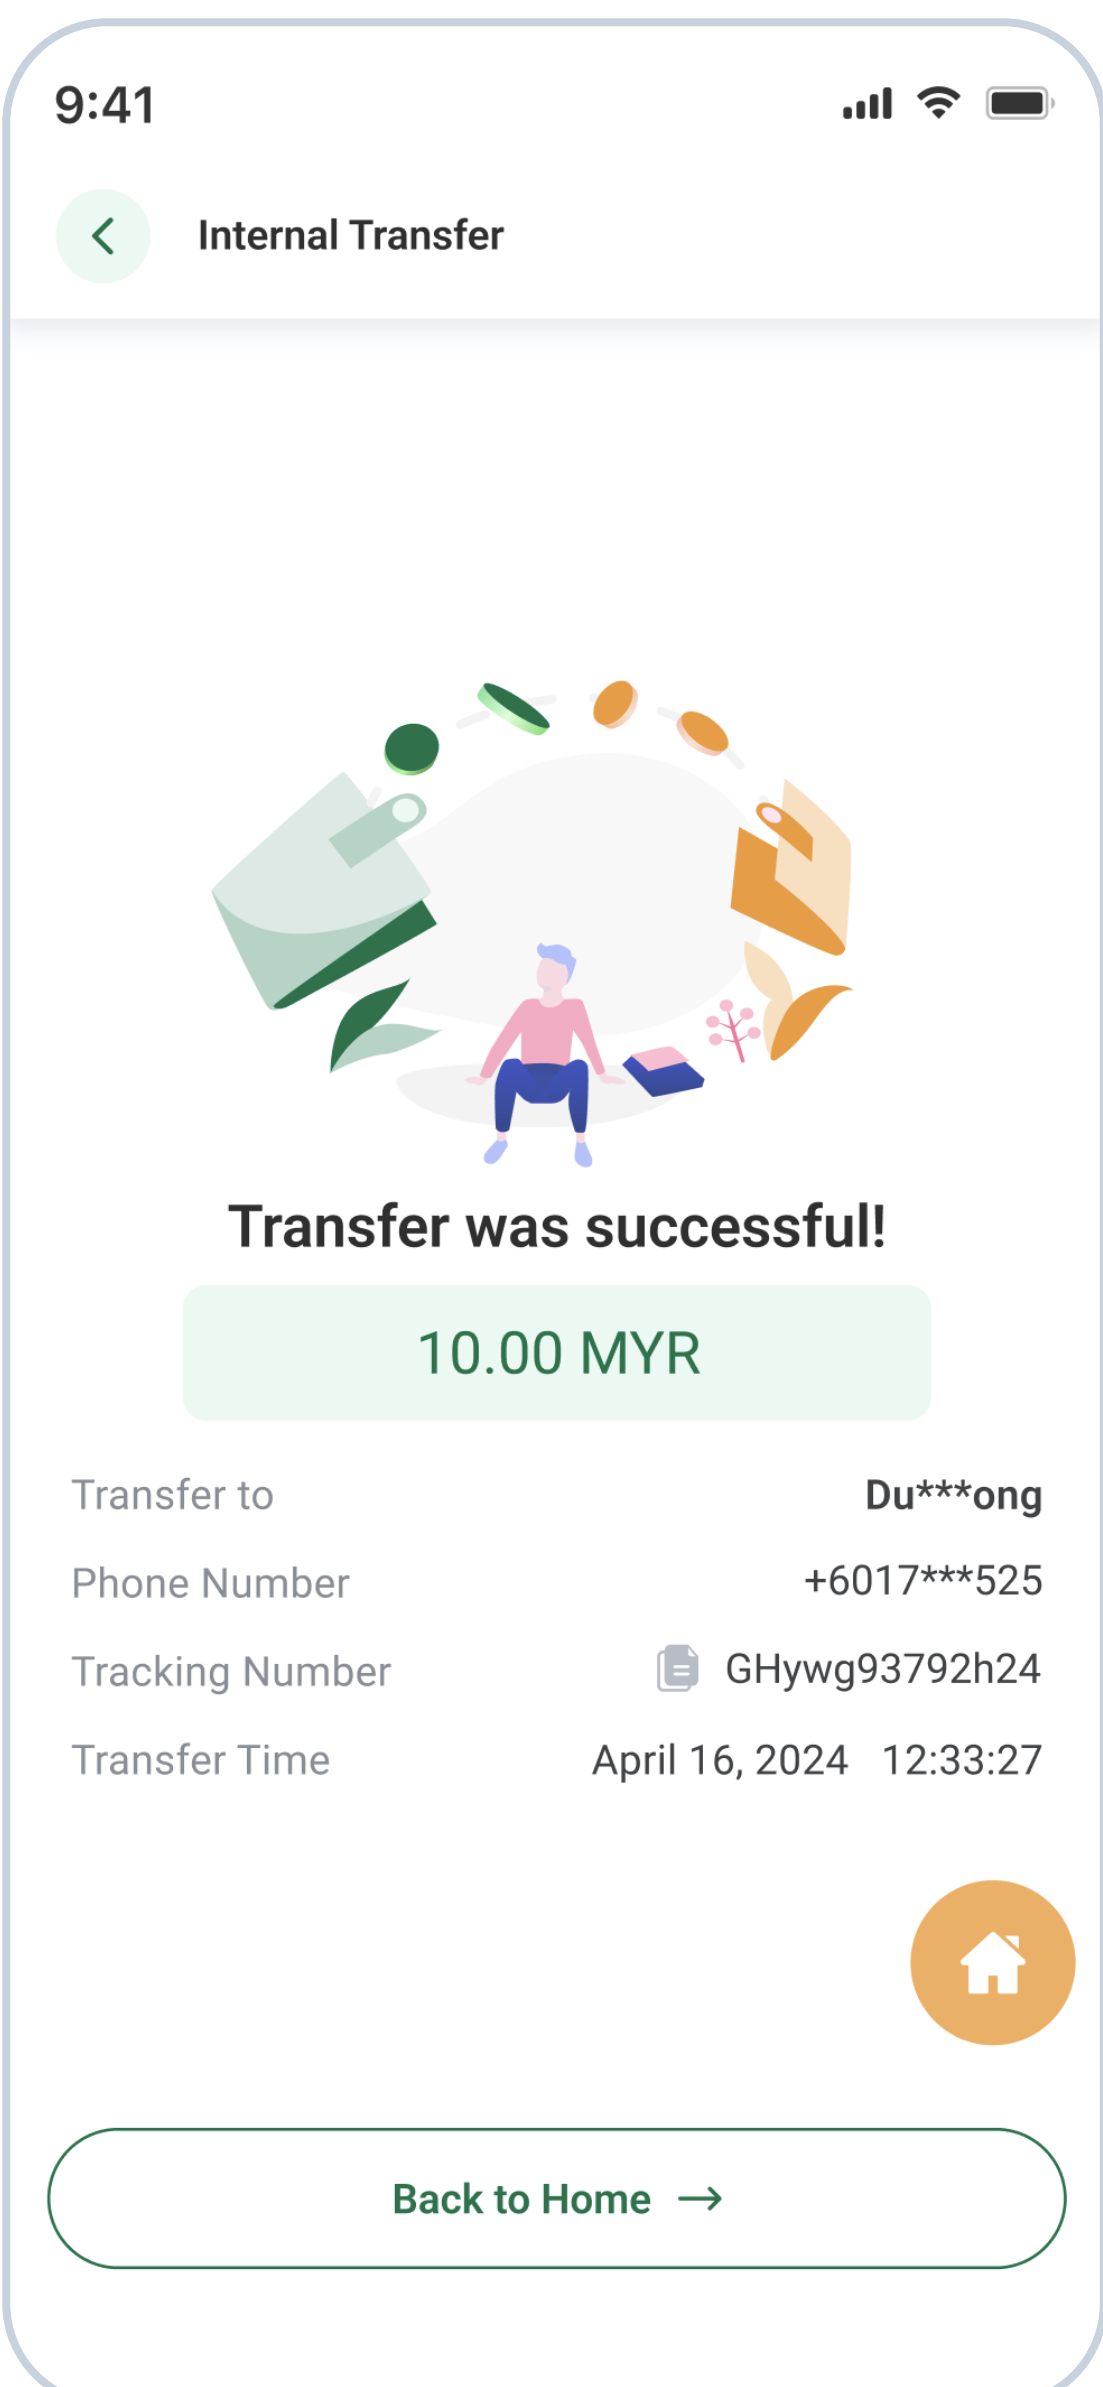 9:41
Internal Transfer
Transfer was successful!
10.00 MYR
Transfer to Du***ong
Phone Number +6017***525
Tracking Number GHywg93792h24
Transfer Time April 16, 2024 12:33:27
Back to Home →